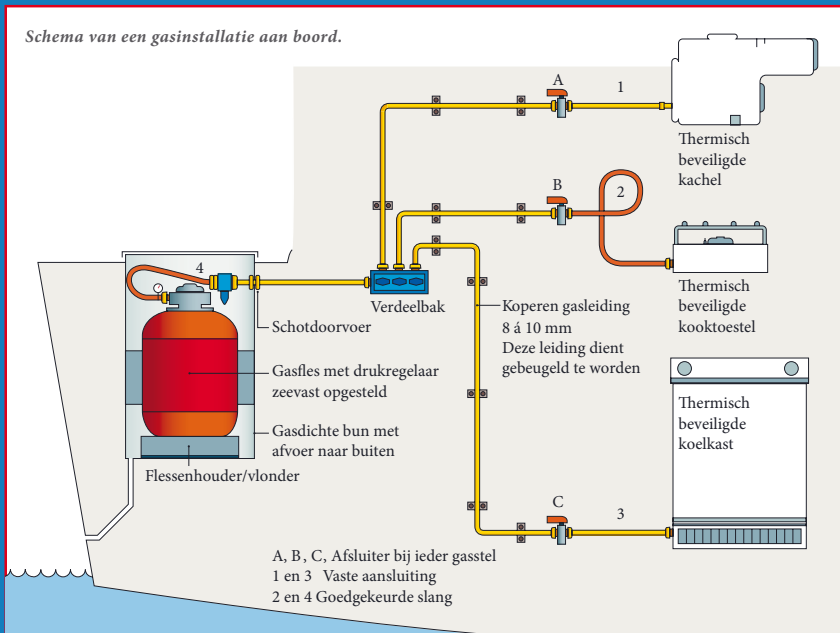 Schema van een gasinstallatie aan boord.
A
1
Thermisch
beveiligde
kachel
B
2
4
Verdeelbak
Thermisch
beveiligde
kooktoestel
Schotdoorvoer
Koperen gasleiding
8 á 10 mm
Deze leiding dient
gebeugeld te worden
Gasfles met drukregelaar
zeevast opgesteld
Thermisch
beveiligde
koelkast
Gasdichte bun met
afvoer naar buiten
Flessenhouder/vlonder
C
3
A, B, C, Afsluiter bij ieder gasstel
1 en 3 Vaste aansluiting
2 en 4 Goedgekeurde slang